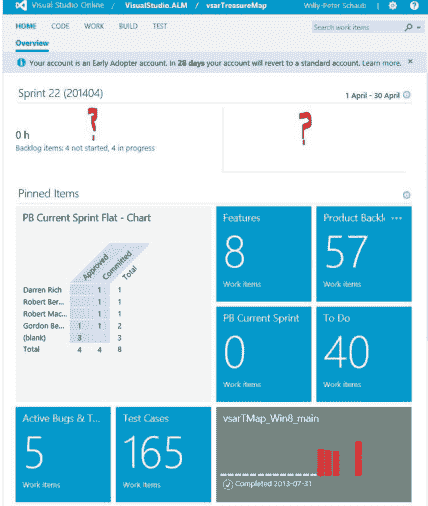 Visual Studio Online / VisualStudio.ALM / vsarTreasureMap Willy-Peter Schaub
HOME CODE WORK BUILD TEST Search work items
Overview
Your account is an Early Adopter account. In 28 days your account will revert to a standard account. Learn more.
Sprint 22 (201404) 1 April - 30 April
? ?
0 h
Backlog items: 4 not started, 4 in progress
Pinned Items
PB Current Sprint Flat - Chart
Approved Committed Total
Darren Rich 1 1
Robert Ber... 1 1
Robert Mac... 1 1
Gordon Be... 1 1 2
(blank) 3 3
Total 4 4 8
Features Product Backl ...
8 57
Work items Work items
PB Current Sprint To Do
0 40
Work items Work items
Active Bugs & T... Test Cases vsarTMap_Win8_main
5 165
Work items Work items Completed 2013-07-31